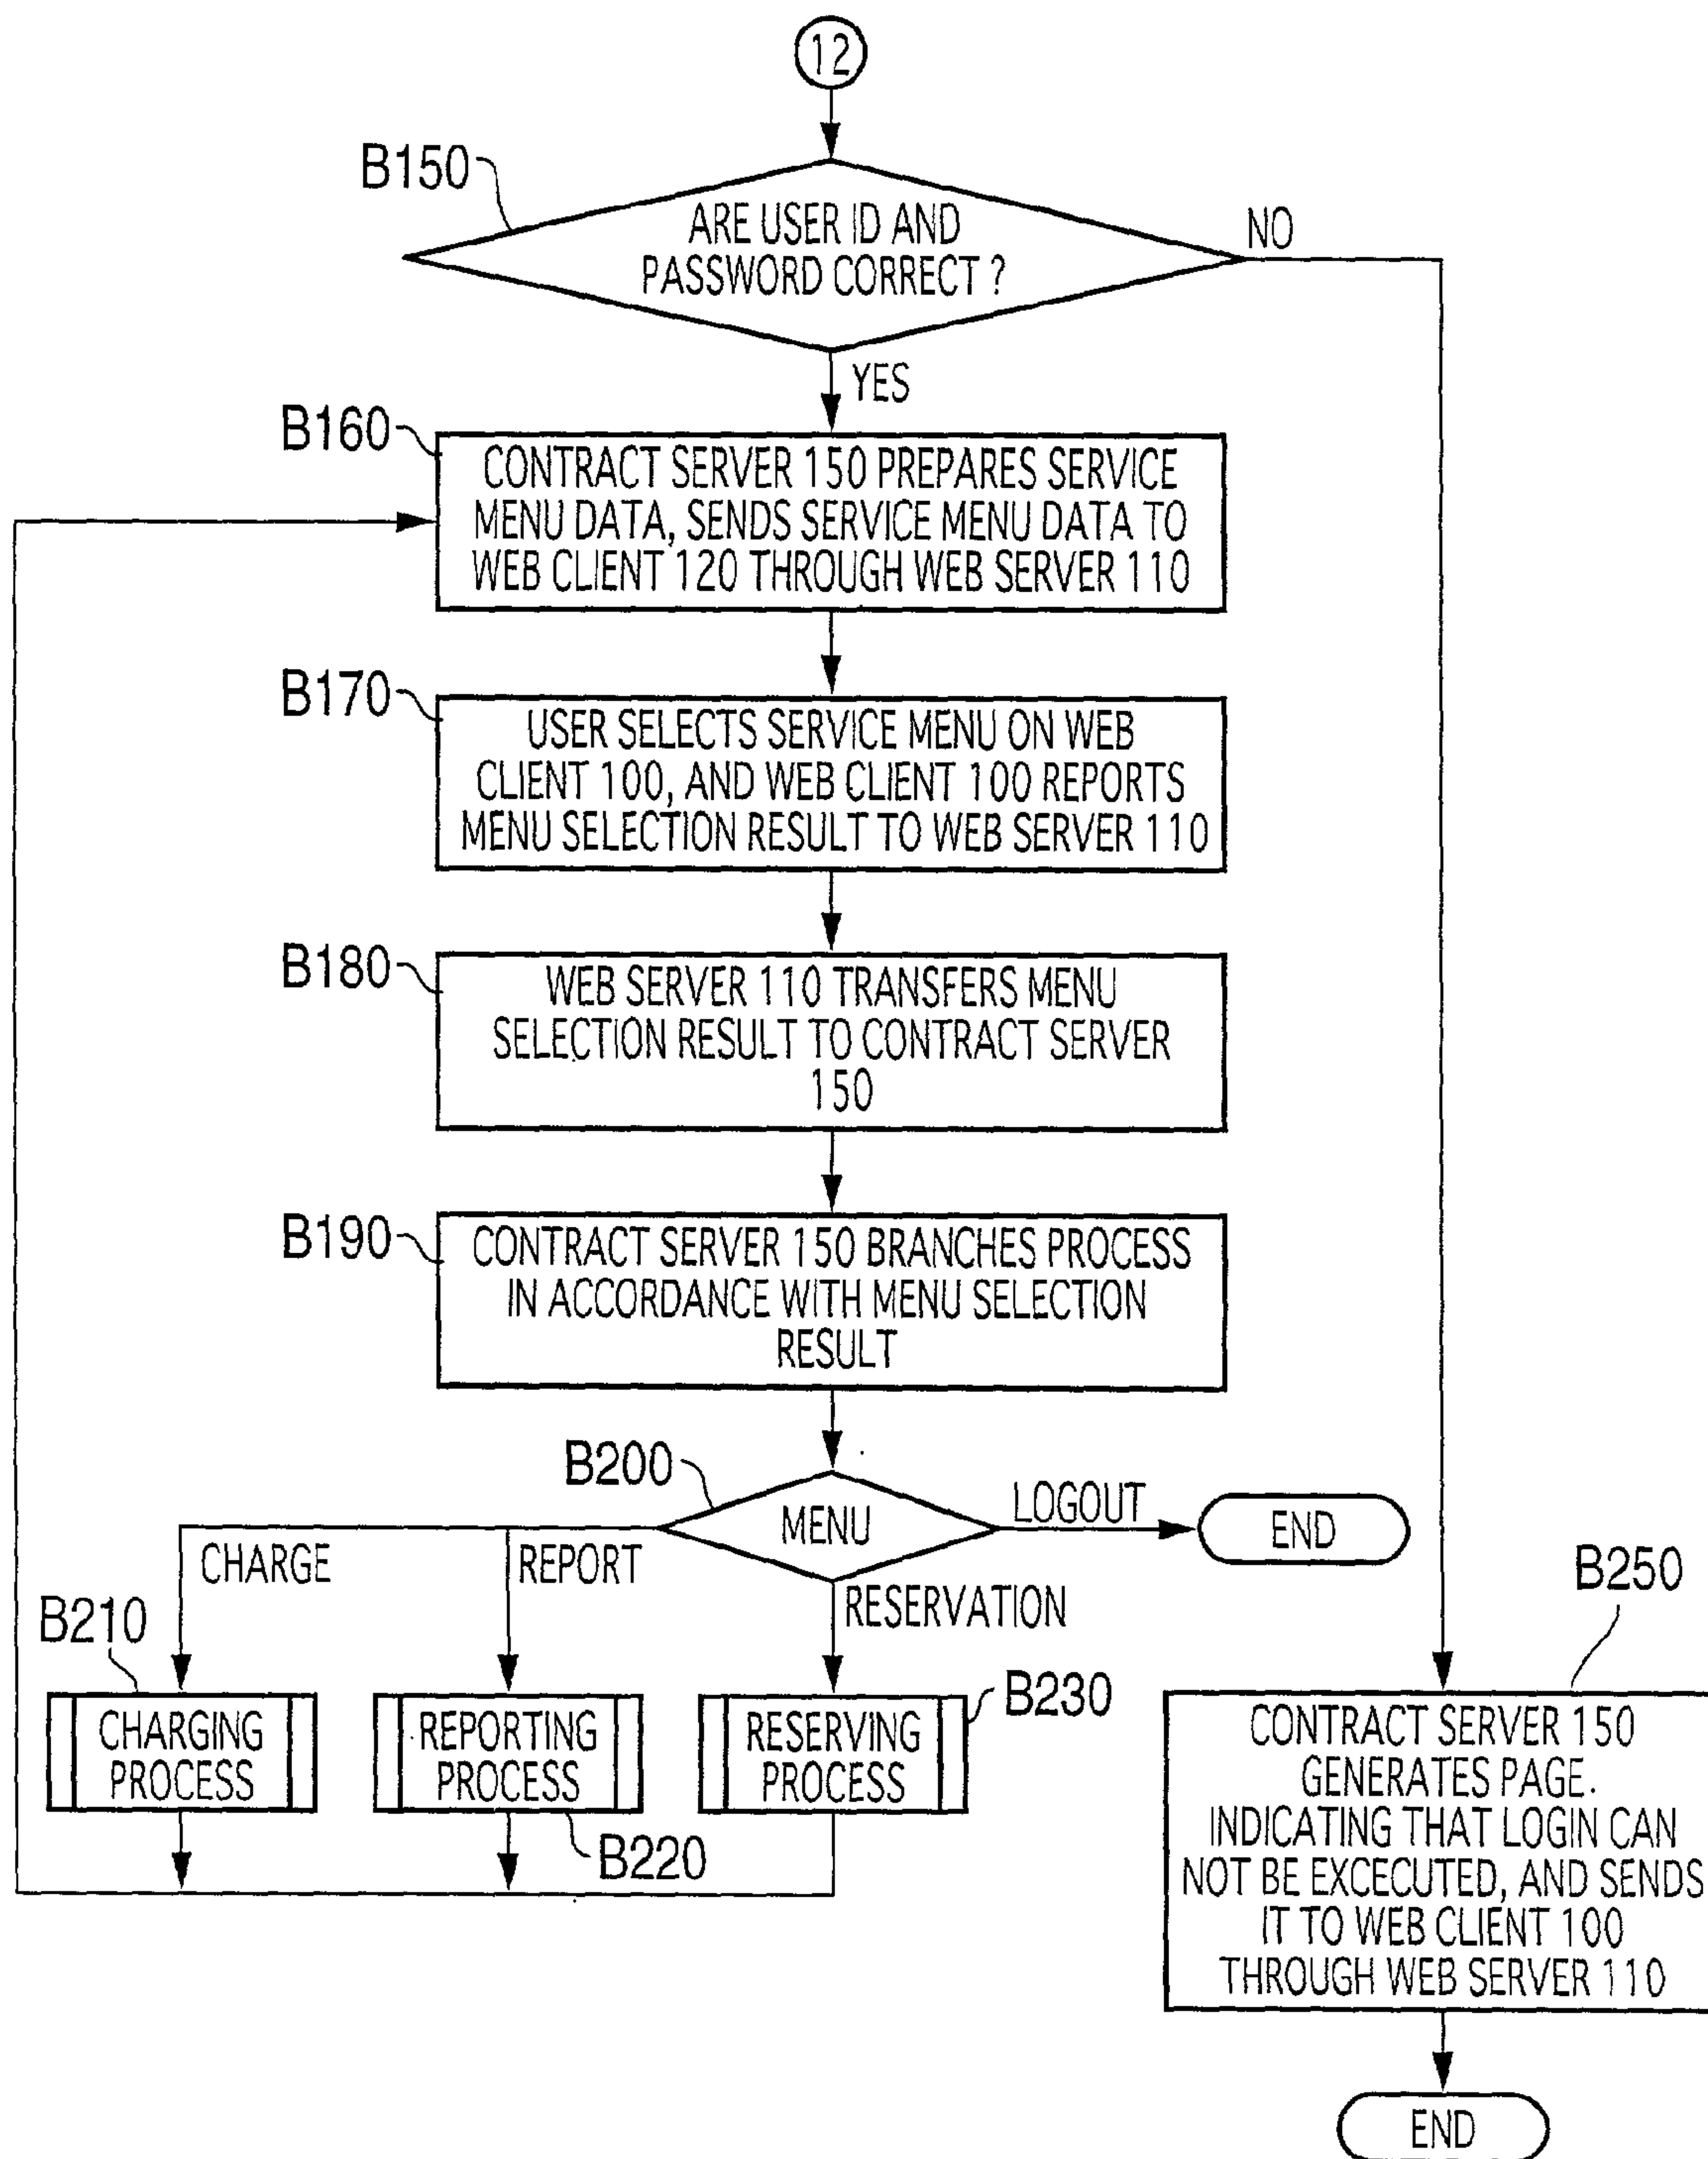 12
B150
ARE USER ID AND
PASSWORD CORRECT ?
NO
YES
B160
CONTRACT SERVER 150 PREPARES SERVICE
MENU DATA, SENDS SERVICE MENU DATA TO
WEB CLIENT 120 THROUGH WEB SERVER 110
B170
USER SELECTS SERVICE MENU ON WEB
CLIENT 100, AND WEB CLIENT 100 REPORTS
MENU SELECTION RESULT TO WEB SERVER 110
B180
WEB SERVER 110 TRANSFERS MENU
SELECTION RESULT TO CONTRACT SERVER
150
B190
CONTRACT SERVER 150 BRANCHES PROCESS
IN ACCORDANCE WITH MENU SELECTION
RESULT
B200
MENU
LOGOUT
END
CHARGE
REPORT
RESERVATION
B210
CHARGING
PROCESS
REPORTING
PROCESS
B220
RESERVING
PROCESS
B230
B250
CONTRACT SERVER 150
GENERATES PAGE.
INDICATING THAT LOGIN CAN
NOT BE EXCECUTED, AND SENDS
IT TO WEB CLIENT 100
THROUGH WEB SERVER 110
END